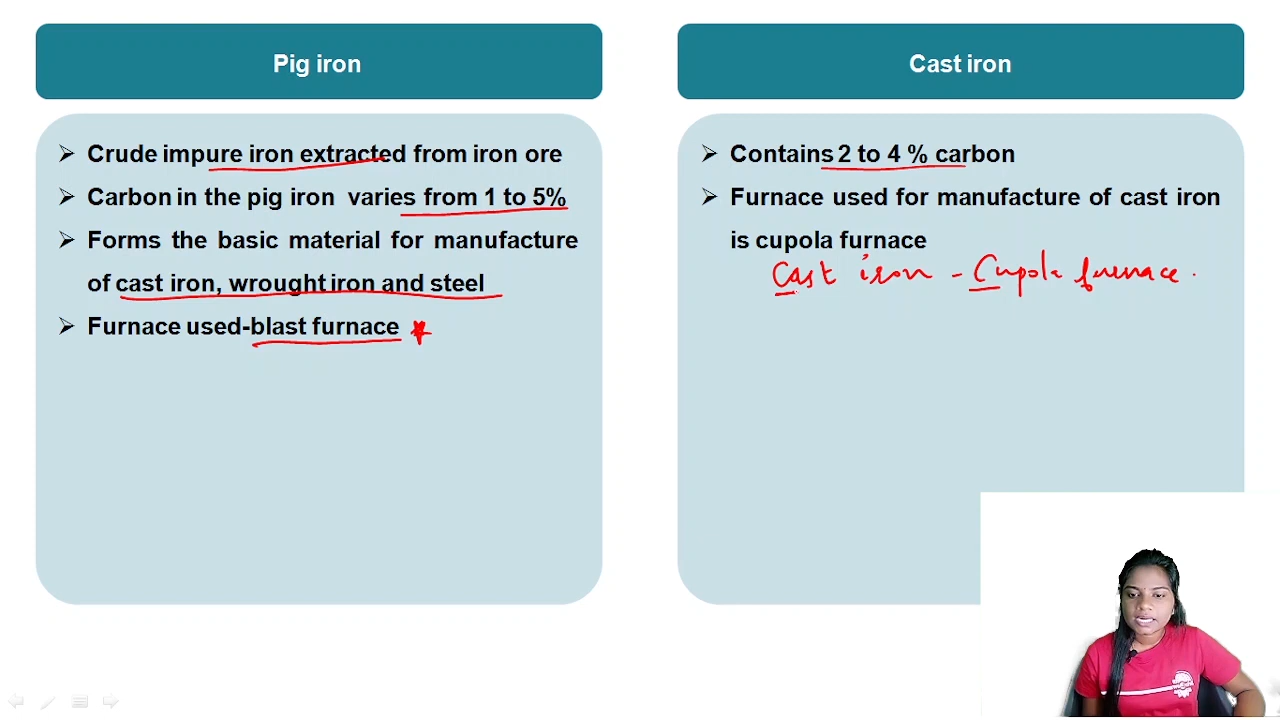 Pig iron
➢ Crude impure iron extracted from iron ore
➢ Carbon in the pig iron varies from 1 to 5%
➢ Forms the basic material for manufacture
of cast iron, wrought iron and steel
➢ Furnace used-blast furnace
Cast iron
➢ Contains 2 to 4 % carbon
➢ Furnace used for manufacture of cast iron
is cupola furnace
Cast iron - Cupola furnace.